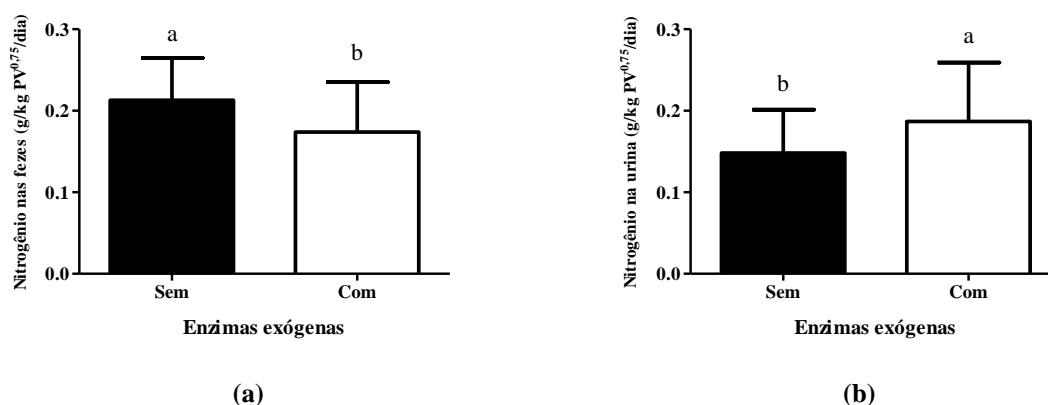 Nitrogênio nas fezes (g/kg PV0,75/dia)
0.3
0.2
0.1
0.0
a
b
Sem
Com
Enzimas exógenas
(a)
Nitrogênio na urina (g/kg PV0,75/dia)
0.3
0.2
0.1
0.0
b
a
Sem
Com
Enzimas exógenas
(b)